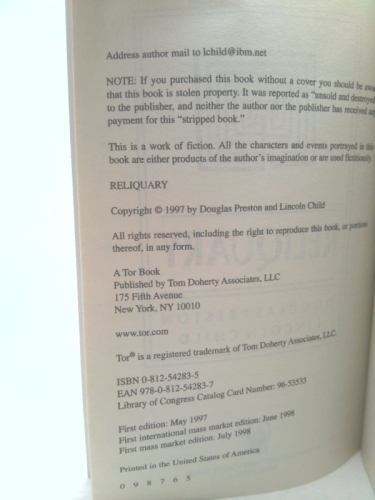 Address author mail to lchild@ibm.net
NOTE: If you purchased this book without a cover you should be aware
that this book is stolen property. It was reported as "unsold and destroyed
to the publisher, and neither the author nor the publisher has received any
payment for this "stripped book."
This is a work of fiction. All the characters and events portrayed in this
book are either products of the author's imagination or are used fictitiously.
RELIQUARY
Copyright © 1997 by Douglas Preston and Lincoln Child
All rights reserved, including the right to reproduce this book, or portions
thereof, in any form.
A Tor Book
Published by Tom Doherty Associates, LLC
175 Fifth Avenue
New York, NY 10010
www.tor.com
Tor® is a registered trademark of Tom Doherty Associates, LLC.
ISBN 0-812-54283-5
EAN 978-0-812-54283-7
Library of Congress Catalog Card Number: 96-53533
First edition: May 1997
First international mass market edition: June 1998
First mass market edition: July 1998
Printed in the United States of America
0 9 8 7 6 5